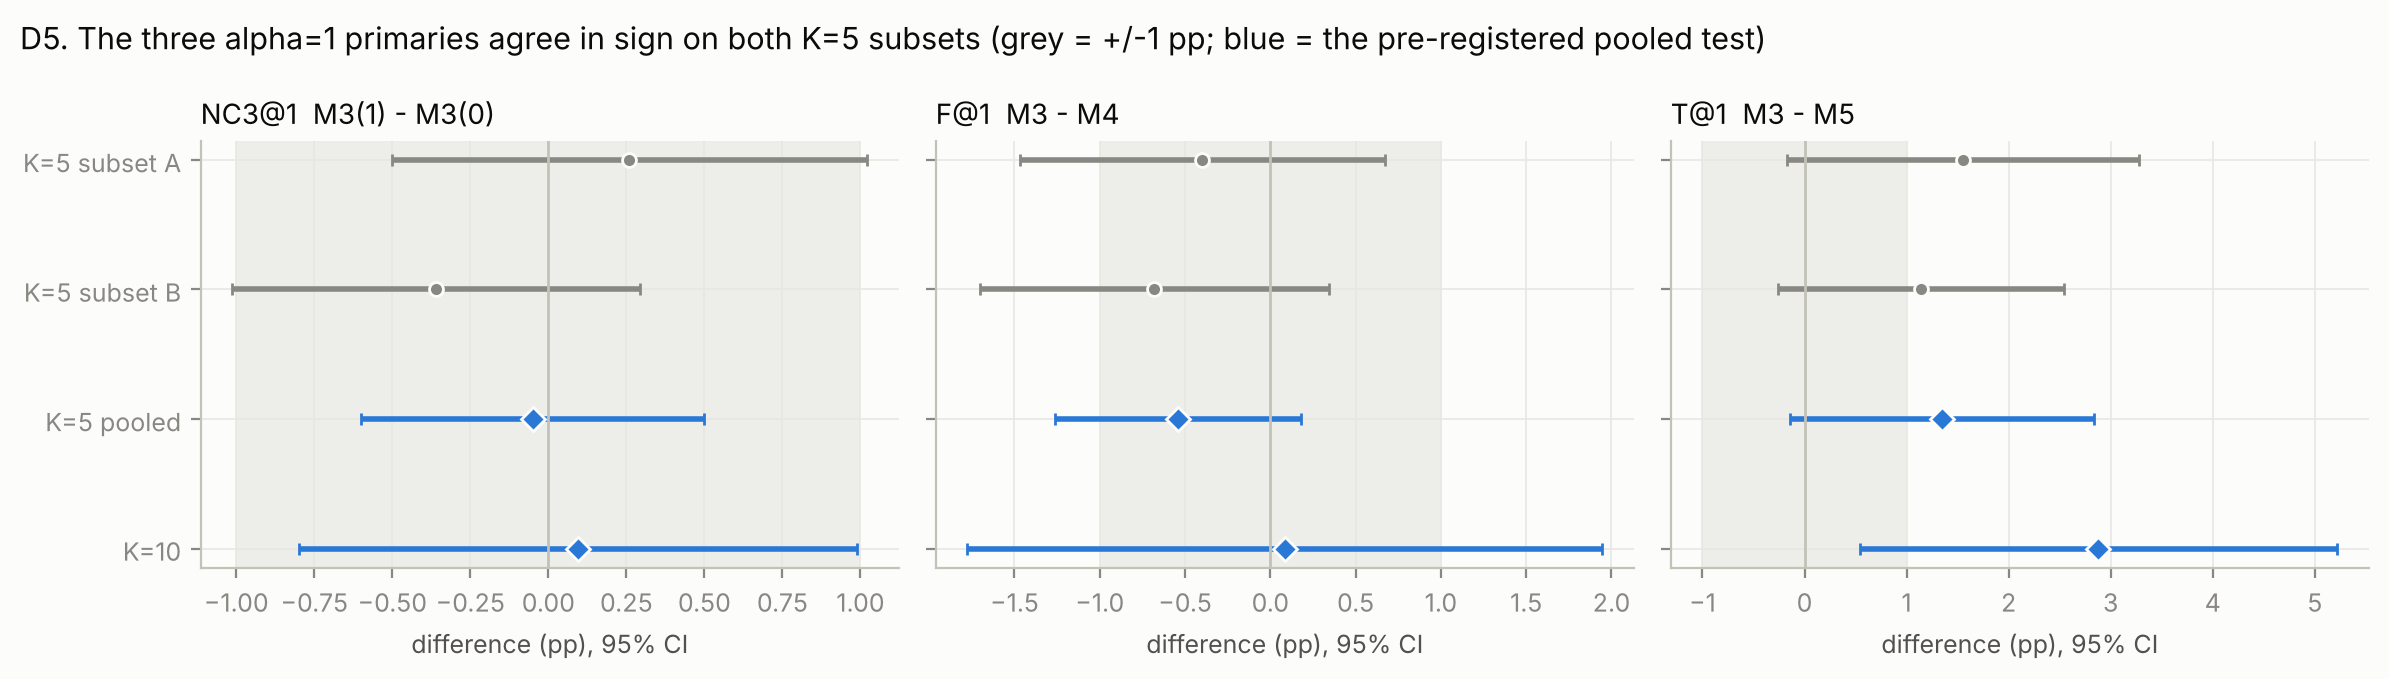 D5. The three alpha=1 primaries agree in sign on both K=5 subsets (grey = +/-1 pp; blue = the pre-registered pooled test)
NC3@1  M3(1) - M3(0)
F@1  M3 - M4
T@1  M3 - M5
K=5 subset A
K=5 subset B
K=5 pooled
K=10
−1.00 −0.75 −0.50 −0.25 0.00 0.25 0.50 0.75 1.00
−1.5 −1.0 −0.5 0.0 0.5 1.0 1.5 2.0
−1 0 1 2 3 4 5
difference (pp), 95% CI
difference (pp), 95% CI
difference (pp), 95% CI